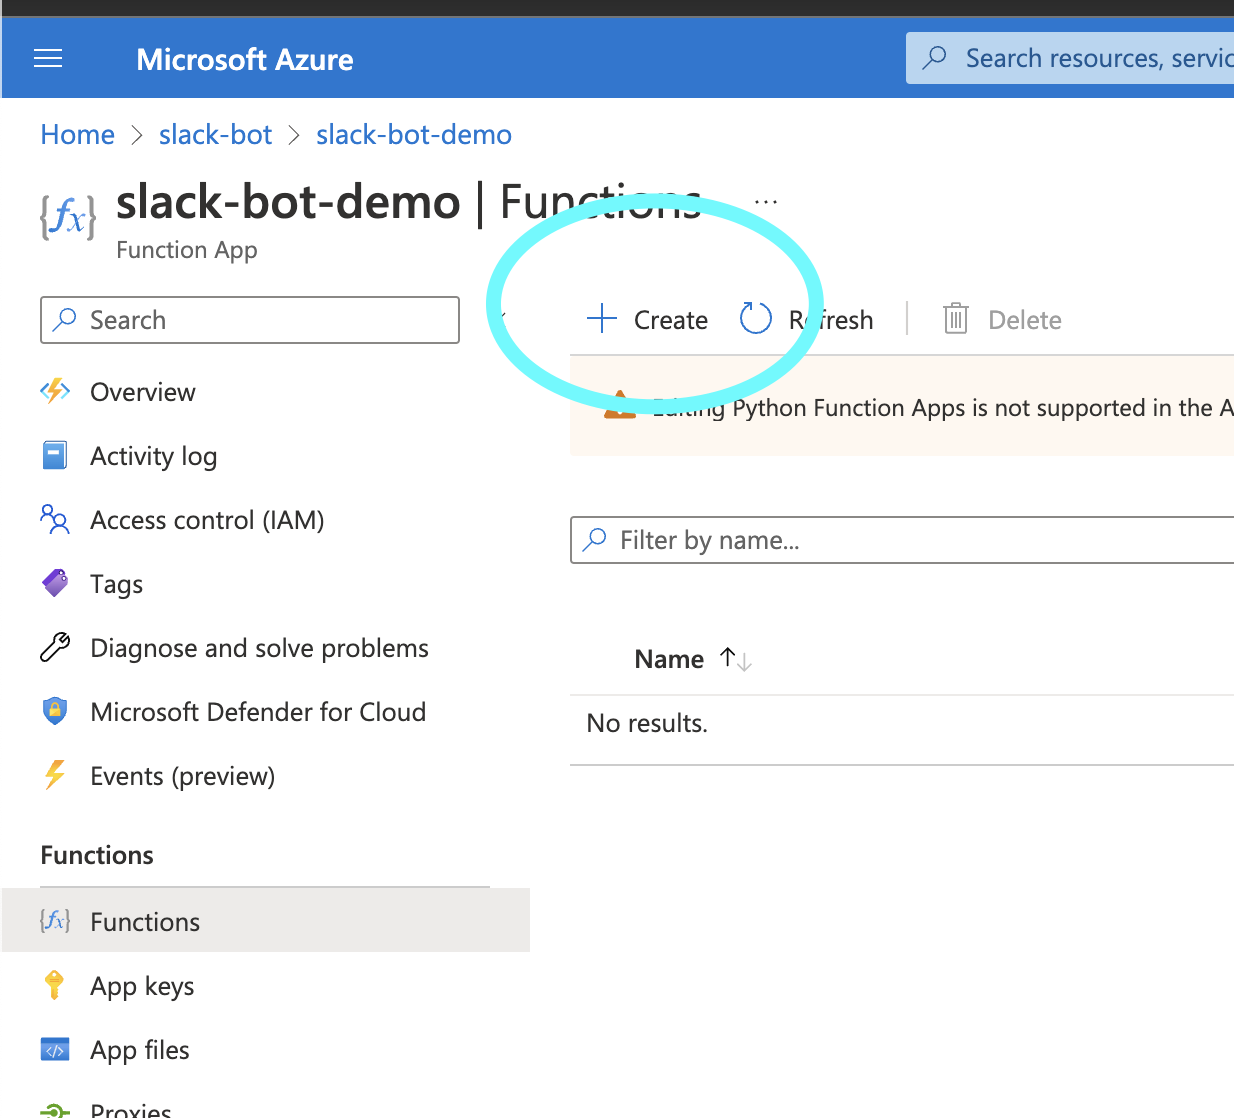 Microsoft Azure
Search resources, servic
Home > slack-bot > slack-bot-demo
slack-bot-demo | Functions ...
Function App
Search
Create
Refresh
Delete
Overview
Editing Python Function Apps is not supported in the A
Activity log
Access control (IAM)
Filter by name...
Tags
Diagnose and solve problems
Name
Microsoft Defender for Cloud
No results.
Events (preview)
Functions
Functions
App keys
App files
Proxies